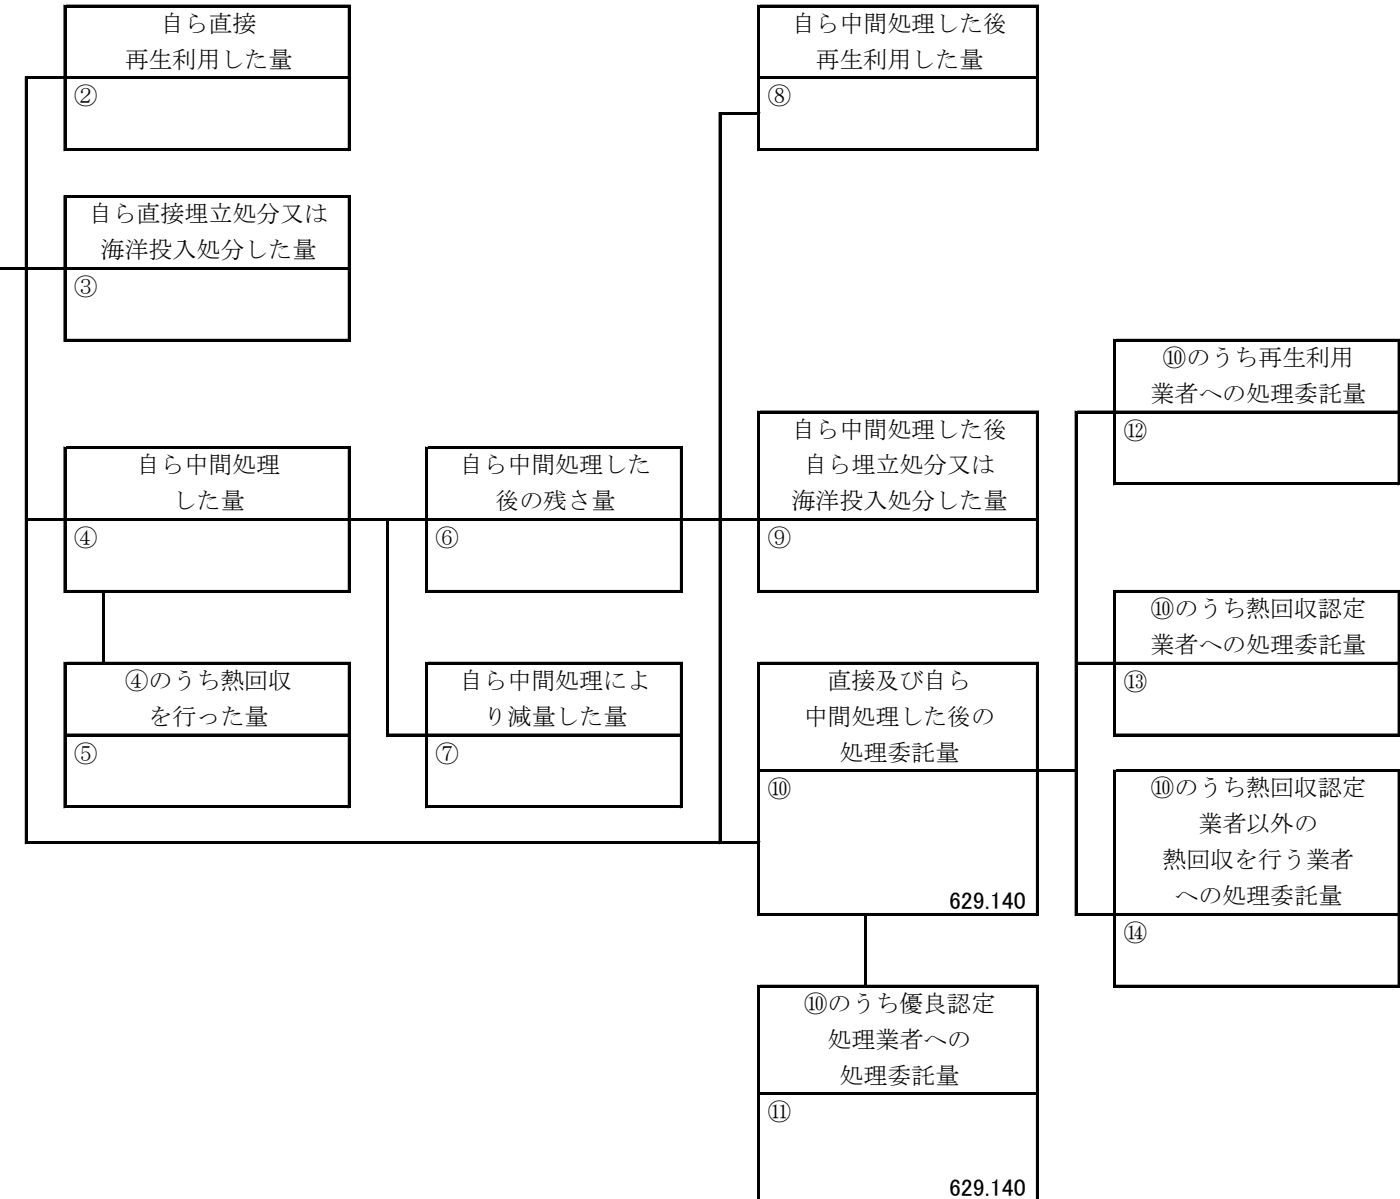 自ら直接
再生利用した量
②
自ら中間処理した後
再生利用した量
⑧
自ら直接埋立処分又は
海洋投入処分した量
③
⑩のうち再生利用
業者への処理委託量
⑫
自ら中間処理
した量
④
自ら中間処理した
後の残さ量
⑥
自ら中間処理した後
自ら埋立処分又は
海洋投入処分した量
⑨
⑩のうち熱回収認定
業者への処理委託量
⑬
④のうち熱回収
を行った量
⑤
自ら中間処理によ
り減量した量
⑦
直接及び自ら
中間処理した後の
処理委託量
⑩
629.140
⑩のうち熱回収認定
業者以外の
熱回収を行う業者
への処理委託量
⑭
⑩のうち優良認定
処理業者への
処理委託量
⑪
629.140